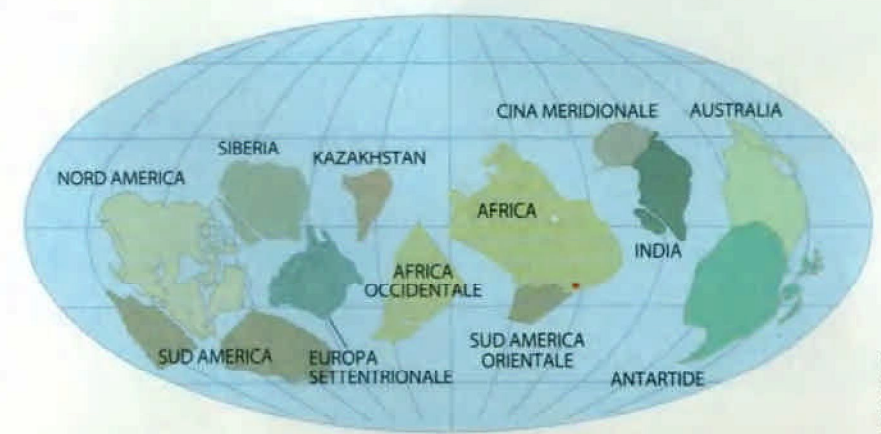 CINA MERIDIONALE
AUSTRALIA
SIBERIA
KAZAKHSTAN
NORD AMERICA
AFRICA
INDIA
AFRICA
OCCIDENTALE
SUD AMERICA
EUROPA
SETTENTRIONALE
SUD AMERICA
ORIENTALE
ANTARTIDE